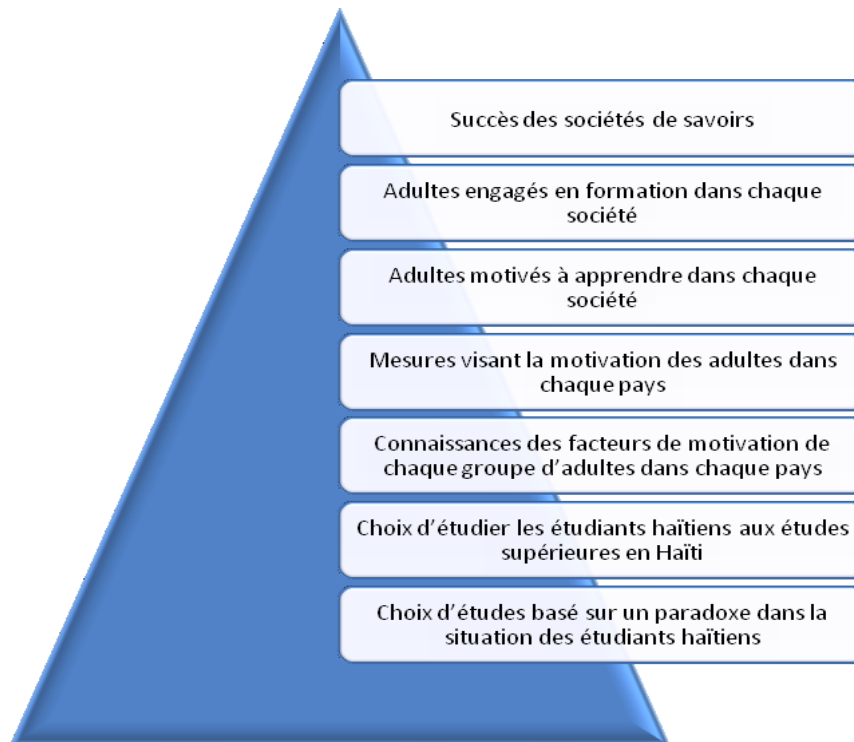 Succès des sociétés de savoirs
Adultes engagés en formation dans chaque
société
Adultes motivés à apprendre dans chaque
société
Mesures visant la motivation des adultes dans
chaque pays
Connaissances des facteurs de motivation de
chaque groupe d'adultes dans chaque pays
Choix d'étudier les étudiants haïtiens aux études
supérieures en Haïti
Choix d'études basé sur un paradoxe dans la
situation des étudiants haïtiens